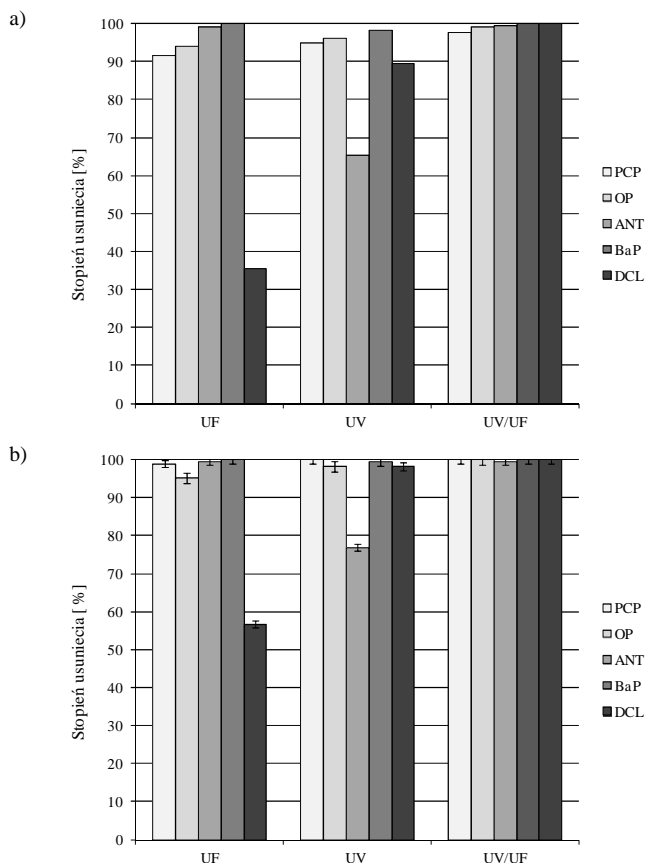 a)
Stopień usuniecia [%]
100
90
80
70
60
50
40
30
20
10
0
UF
UV
UV/UF
PCP
OP
ANT
BaP
DCL
b)
Stopień usuniecia [ %]
100
90
80
70
60
50
40
30
20
10
0
UF
UV
UV/UF
PCP
OP
ANT
BaP
DCL